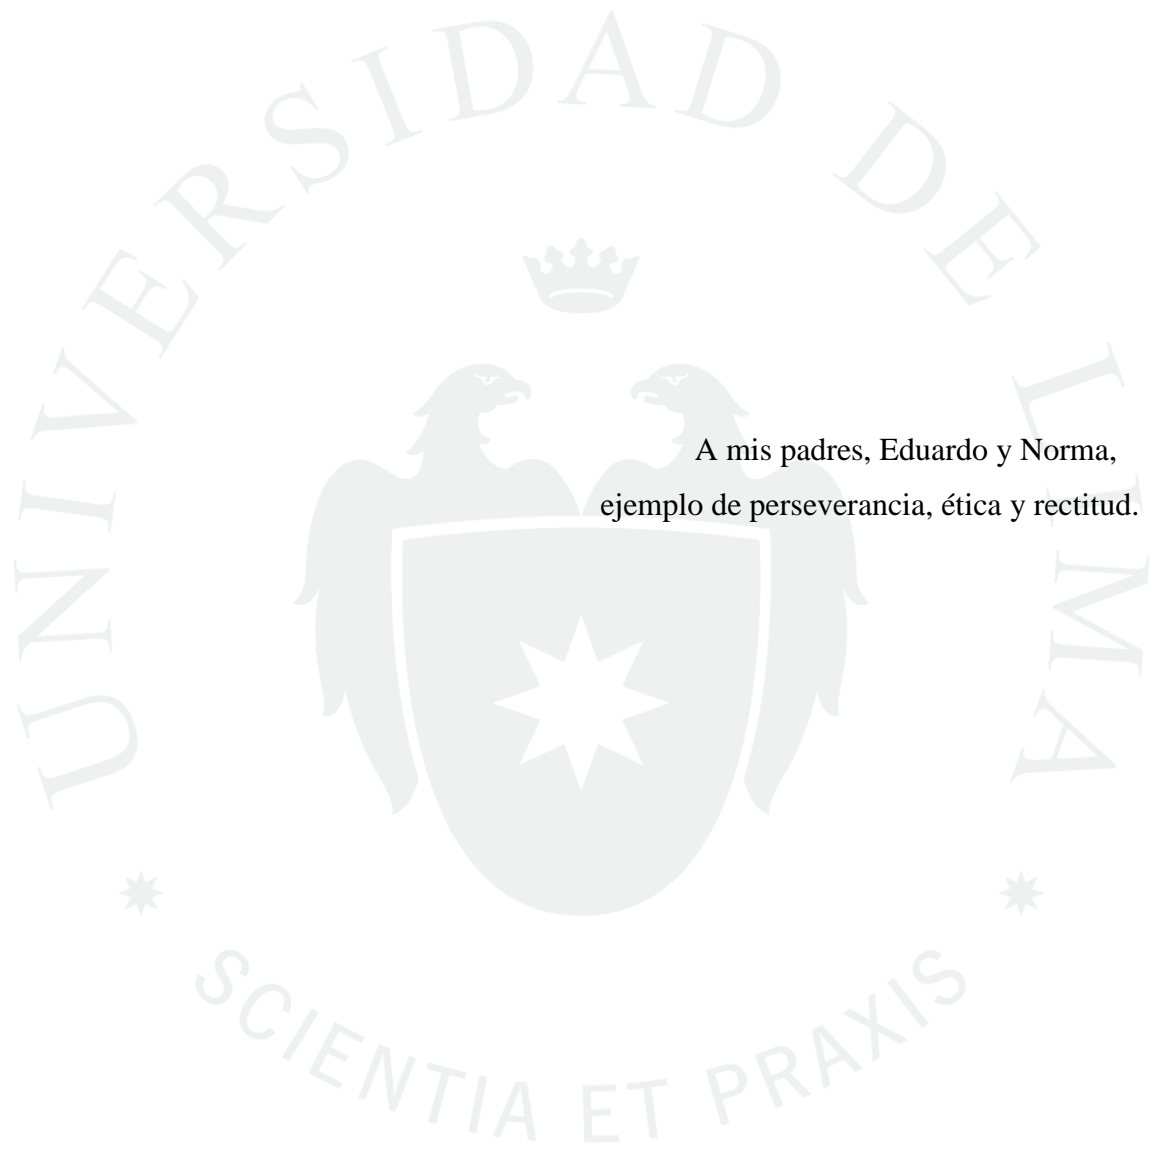 UNIVERSIDAD DE LIMA
A mis padres, Eduardo y Norma,
ejemplo de perseverancia, ética y rectitud.
SCIENTIA ET PRAXIS